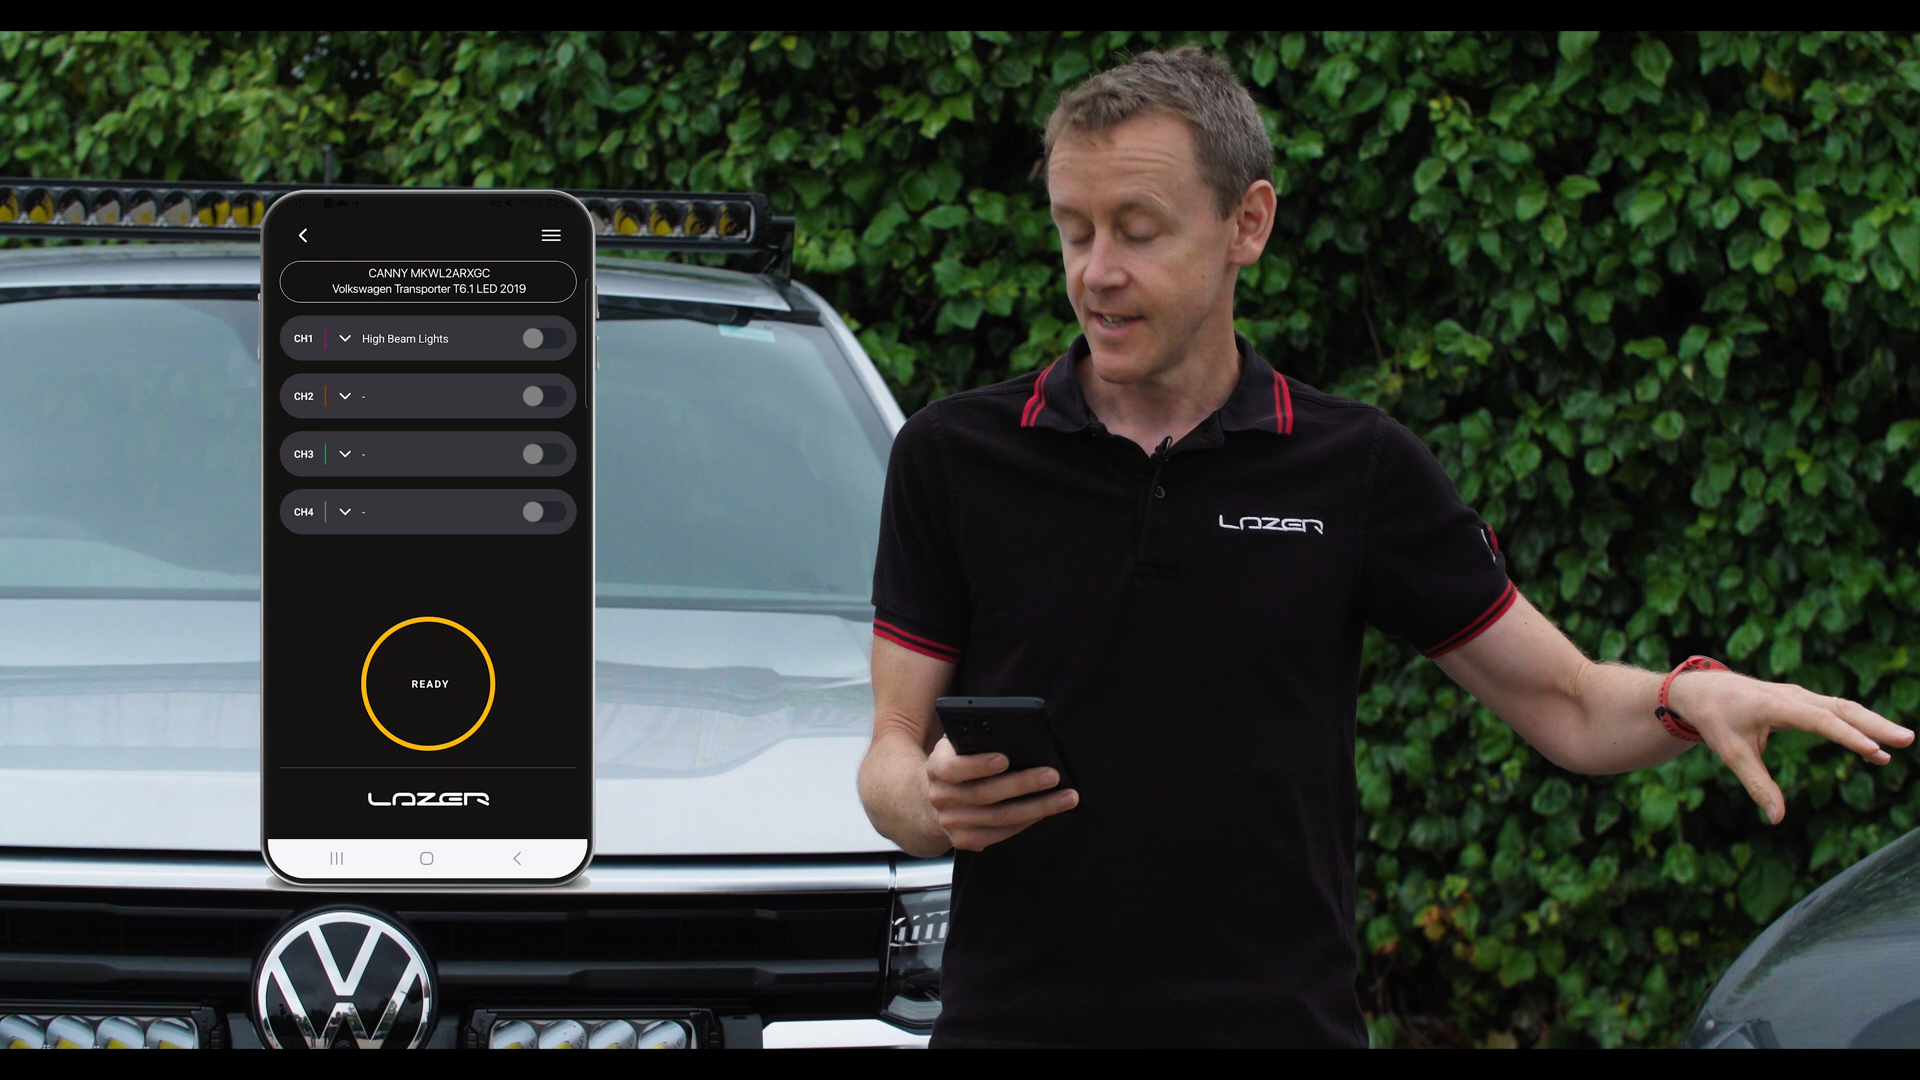 CANNY MKWL2ARXGC
Volkswagen Transporter T6.1 LED 2019
CH1 High Beam Lights
CH2 -
CH3 -
CH4 -
READY
LAZER
LAZER